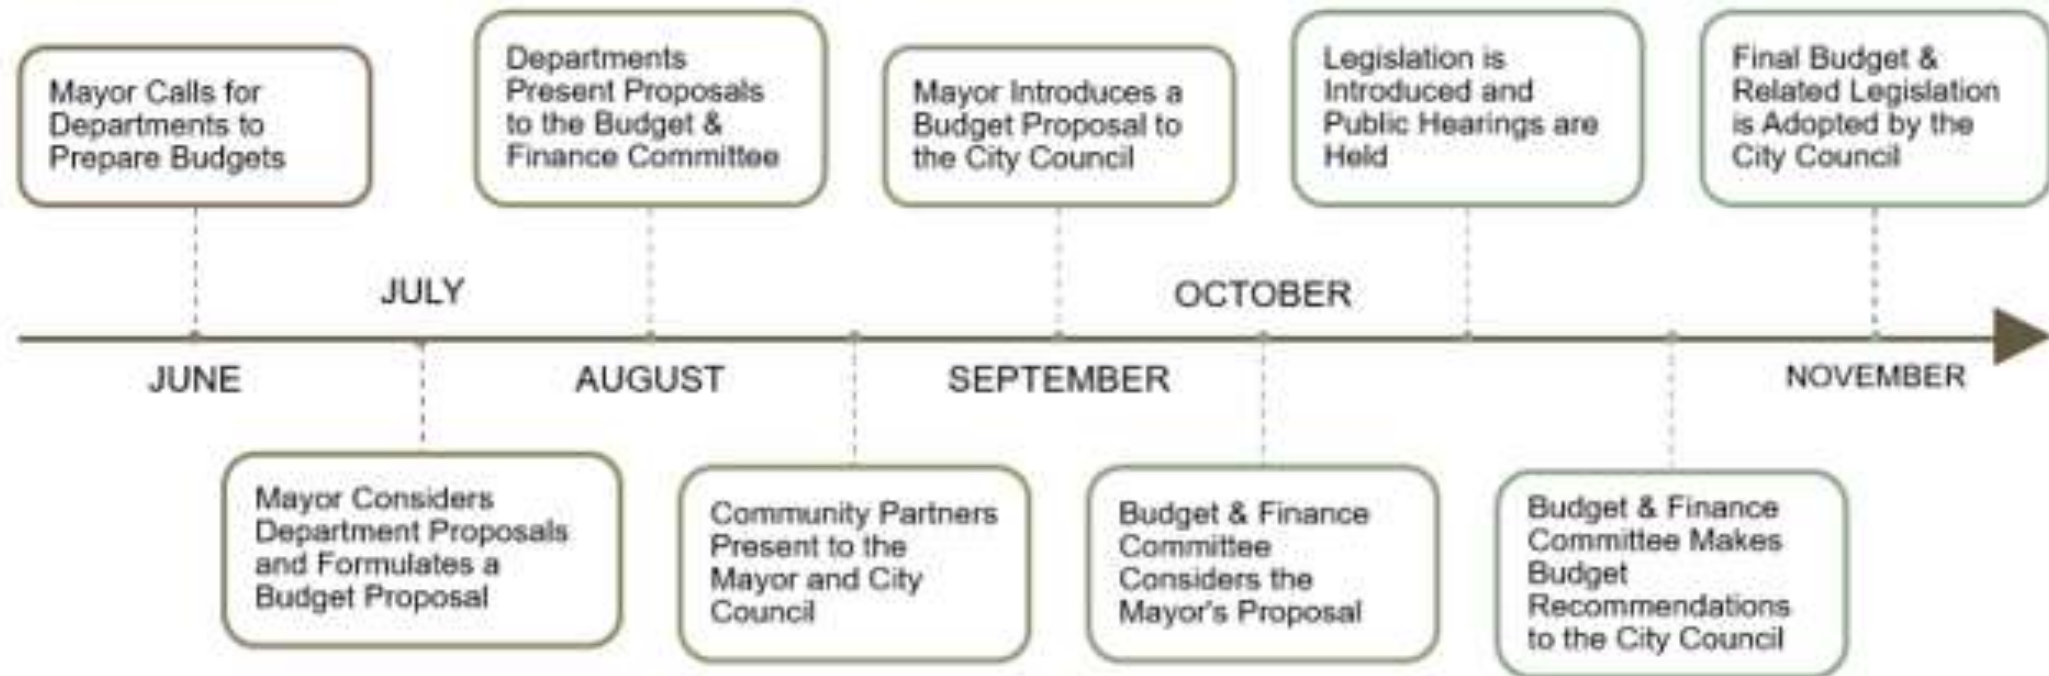 Mayor Calls for
Departments to
Prepare Budgets
Departments
Present Proposals
to the Budget &
Finance Committee
Mayor Introduces a
Budget Proposal to
the City Council
Legislation is
Introduced and
Public Hearings are
Held
Final Budget &
Related Legislation
is Adopted by the
City Council
JULY
OCTOBER
JUNE
AUGUST
SEPTEMBER
NOVEMBER
Mayor Considers
Department Proposals
and Formulates a
Budget Proposal
Community Partners
Present to the
Mayor and City
Council
Budget & Finance
Committee
Considers the
Mayor's Proposal
Budget & Finance
Committee Makes
Budget
Recommendations
to the City Council